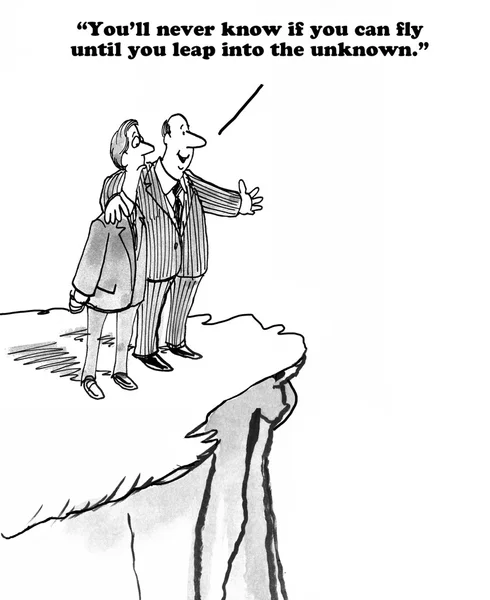 “You’ll never know if you can fly
until you leap into the unknown.”